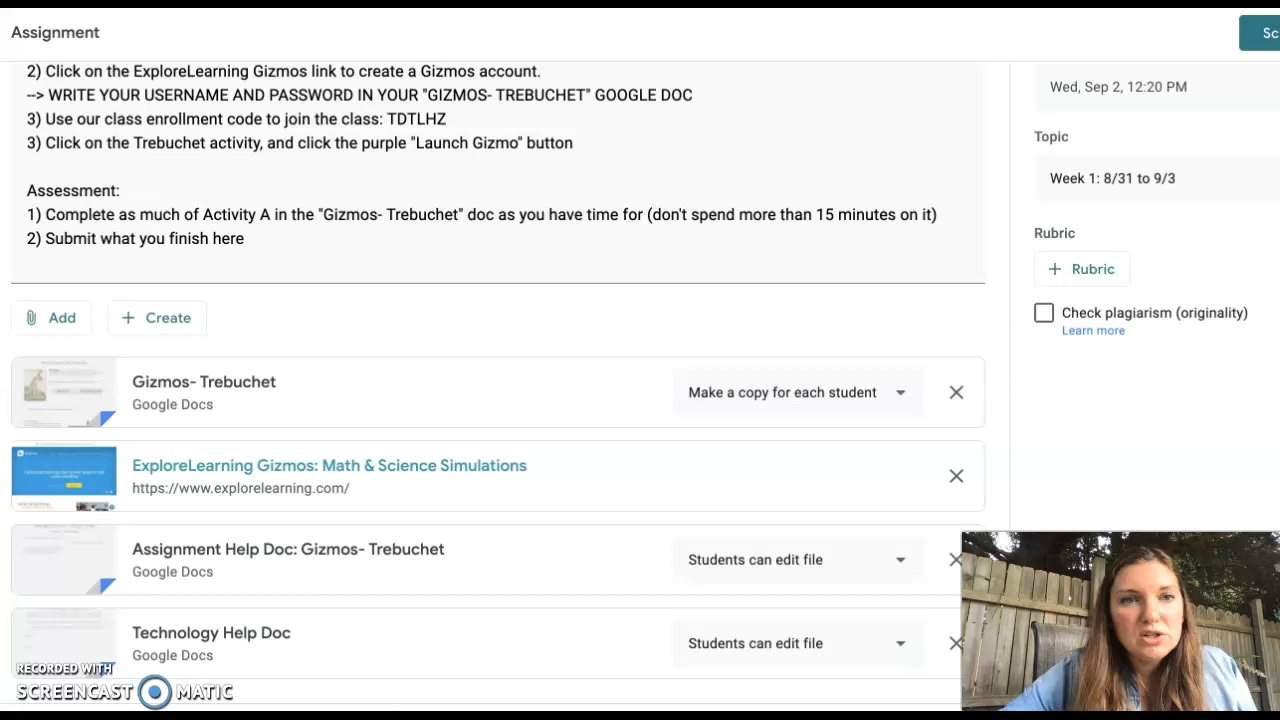 Assignment
Sc
2) Click on the ExploreLearning Gizmos link to create a Gizmos account.
--> WRITE YOUR USERNAME AND PASSWORD IN YOUR "GIZMOS- TREBUCHET" GOOGLE DOC
3) Use our class enrollment code to join the class: TDTLHZ
3) Click on the Trebuchet activity, and click the purple "Launch Gizmo" button
Assessment:
1) Complete as much of Activity A in the "Gizmos- Trebuchet" doc as you have time for (don't spend more than 15 minutes on it)
2) Submit what you finish here
Wed, Sep 2, 12:20 PM
Topic
Week 1: 8/31 to 9/3
Rubric
+ Rubric
Check plagiarism (originality)
Learn more
Add
+ Create
Gizmos- Trebuchet
Google Docs
Make a copy for each student
ExploreLearning Gizmos: Math & Science Simulations
https://www.explorelearning.com/
Assignment Help Doc: Gizmos- Trebuchet
Google Docs
Students can edit file
Technology Help Doc
Google Docs
Students can edit file
RECORDED WITH
SCREENCAST MATIC